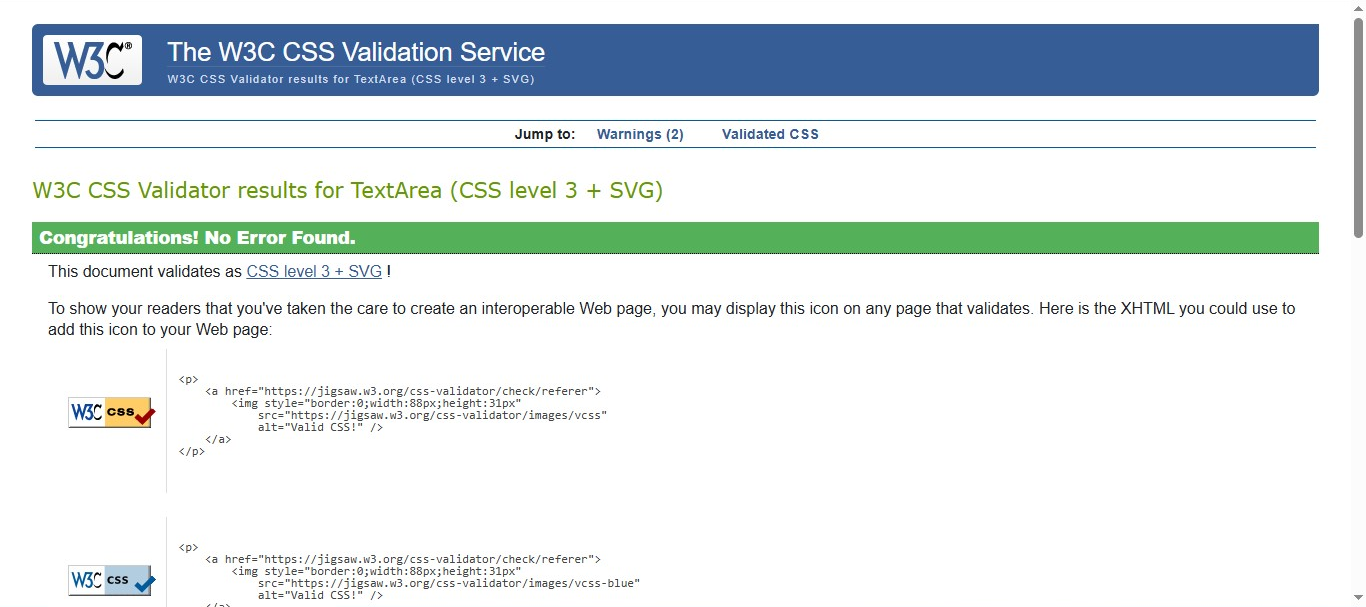 W3C® The W3C CSS Validation Service
W3C CSS Validator results for TextArea (CSS level 3 + SVG)
Jump to: Warnings (2) Validated CSS
W3C CSS Validator results for TextArea (CSS level 3 + SVG)
Congratulations! No Error Found.
This document validates as CSS level 3 + SVG !
To show your readers that you've taken the care to create an interoperable Web page, you may display this icon on any page that validates. Here is the XHTML you could use to
add this icon to your Web page:
<p>
<a href="https://jigsaw.w3.org/css-validator/check/referer">
<img style="border:0;width:88px;height:31px"
W3C css
src="https://jigsaw.w3.org/css-validator/images/vcss"
alt="Valid CSS!" />
</a>
</p>
<p>
<a href="https://jigsaw.w3.org/css-validator/check/referer">
<img style="border:0;width:88px;height:31px"
W3C css
src="https://jigsaw.w3.org/css-validator/images/vcss-blue"
alt="Valid CSS!" />
</a>